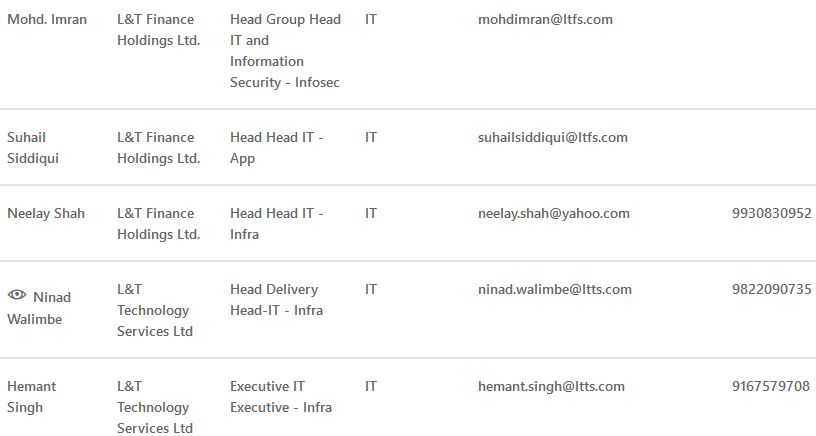 Mohd. Imran L&T Finance Head Group Head IT mohdimran@ltfs.com
Holdings Ltd. IT and
Information
Security - Infosec
Suhail L&T Finance Head Head IT - IT suhailsiddiqui@ltfs.com
Siddiqui Holdings Ltd. App
Neelay Shah L&T Finance Head Head IT - IT neelay.shah@yahoo.com 9930830952
Holdings Ltd. Infra
Ninad L&T Head Delivery IT ninad.walimbe@ltts.com 9822090735
Walimbe Technology Head-IT - Infra
Services Ltd
Hemant L&T Executive IT IT hemant.singh@ltts.com 9167579708
Singh Technology Executive - Infra
Services Ltd